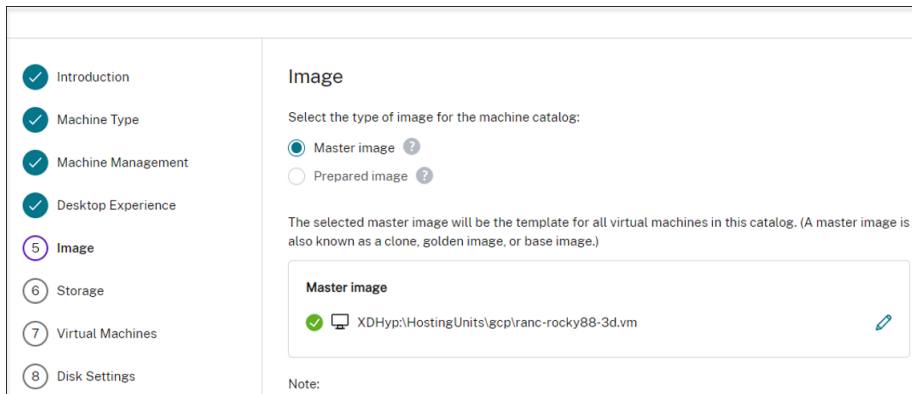 Introduction
Machine Type
Machine Management
Desktop Experience
5 Image
6 Storage
7 Virtual Machines
8 Disk Settings
Image
Select the type of image for the machine catalog:
Master image ?
Prepared image ?
The selected master image will be the template for all virtual machines in this catalog. (A master image is
also known as a clone, golden image, or base image.)
Master image
XDHyp:\HostingUnits\gcp\ranc-rocky88-3d.vm
Note: